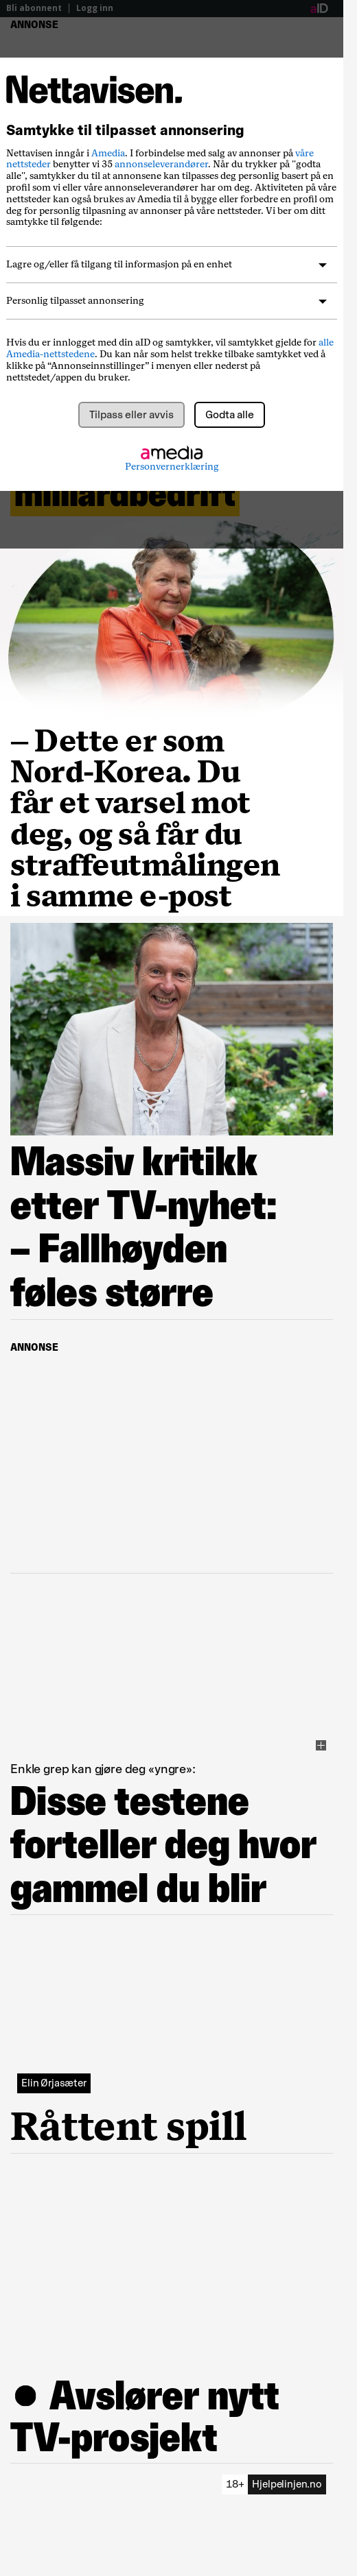 Bli abonnent | Logg inn
aID
ANNONSE
Nettavisen.
Samtykke til tilpasset annonsering
Nettavisen inngår i Amedia. I forbindelse med salg av annonser på våre
nettsteder benytter vi 35 annonseleverandører. Når du trykker på "godta
alle", samtykker du til at annonsene kan tilpasses deg personlig basert på en
profil som vi eller våre annonseleverandører har om deg. Aktiviteten på våre
nettsteder kan også brukes av Amedia til å bygge eller forbedre en profil om
deg for personlig tilpasning av annonser på våre nettsteder. Vi ber om ditt
samtykke til følgende:
Lagre og/eller få tilgang til informasjon på en enhet
Personlig tilpasset annonsering
Hvis du er innlogget med din aID og samtykker, vil samtykket gjelde for alle
Amedia-nettstedene. Du kan når som helst trekke tilbake samtykket ved å
klikke på “Annonseinnstillinger” i menyen eller nederst på
nettstedet/appen du bruker.
Tilpass eller avvis
Godta alle
amedia
Personvernerklæring
milliardbedrift
– Dette er som
Nord-Korea. Du
får et varsel mot
deg, og så får du
straffeutmålingen
i samme e-post
Massiv kritikk
etter TV-nyhet:
– Fallhøyden
føles større
ANNONSE
Enkle grep kan gjøre deg «yngre»:
Disse testene
forteller deg hvor
gammel du blir
Elin Ørjasæter
Råttent spill
● Avslører nytt
TV-prosjekt
18+ Hjelpelinjen.no